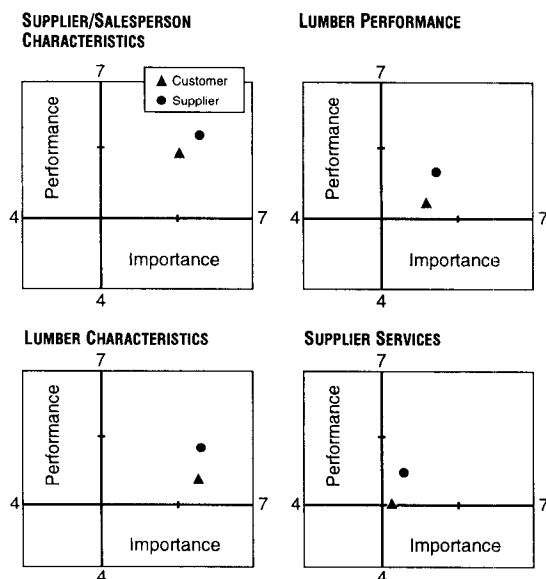 SUPPLIER/SALESPERSON
CHARACTERISTICS
7
Customer
Supplier
Performance
4
7
Importance
4
LUMBER PERFORMANCE
7
Performance
4
7
Importance
4
LUMBER CHARACTERISTICS
7
Performance
4
7
Importance
4
SUPPLIER SERVICES
7
Performance
4
7
Importance
4